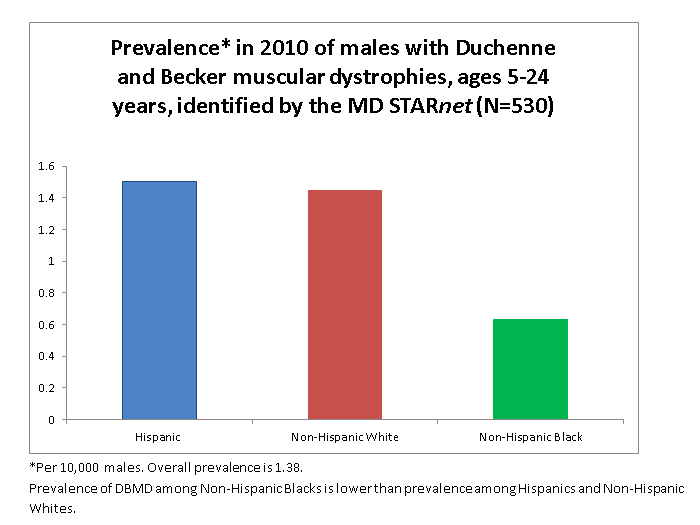 Prevalence* in 2010 of males with Duchenne
and Becker muscular dystrophies, ages 5-24
years, identified by the MD STARnet (N=530)
1.6
1.4
1.2
1
0.8
0.6
0.4
0.2
0
Hispanic Non-Hispanic White Non-Hispanic Black
*Per 10,000 males. Overall prevalence is 1.38.
Prevalence of DBMD among Non-Hispanic Blacks is lower than prevalence among Hispanics and Non-Hispanic
Whites.